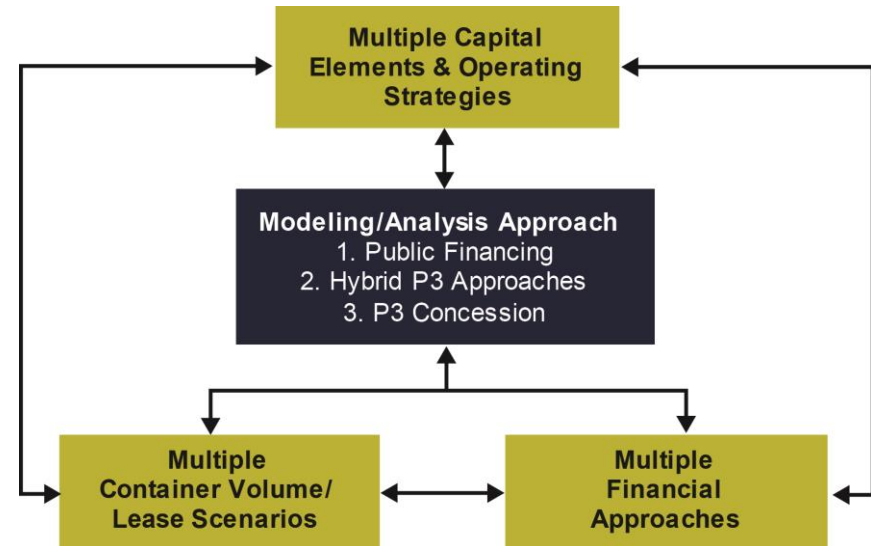 Multiple Capital
Elements & Operating
Strategies
Modeling/Analysis Approach
1. Public Financing
2. Hybrid P3 Approaches
3. P3 Concession
Multiple
Container Volume/
Lease Scenarios
Multiple
Financial
Approaches